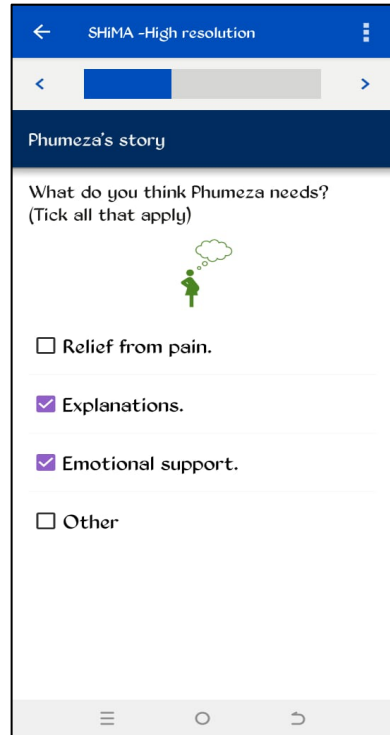 SHiMA -High resolution
Phumeza's story
What do you think Phumeza needs?
(Tick all that apply)
Relief from pain.
Explanations.
Emotional support.
Other